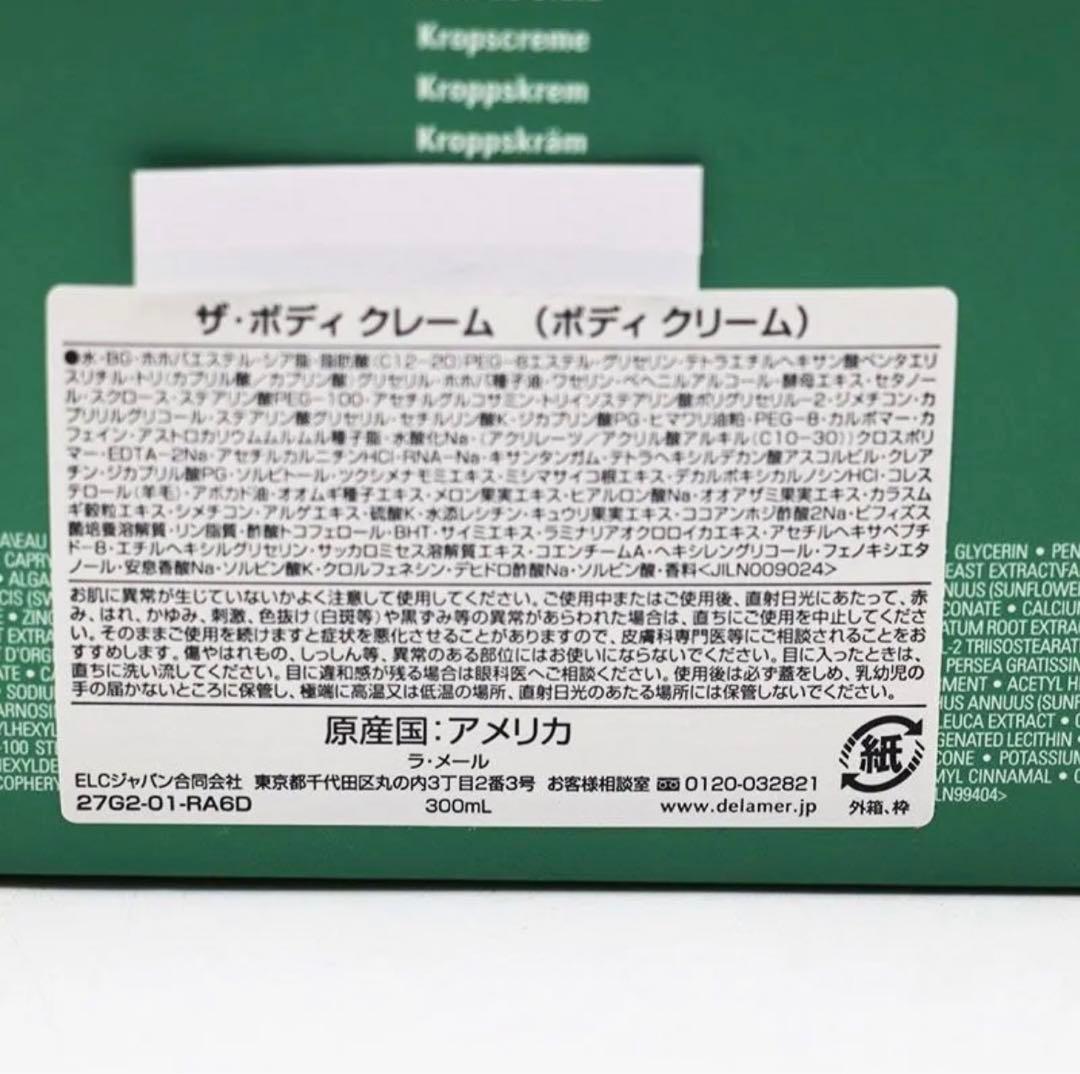 Kropscreme
Kroppskrem
Kroppskräm
ザ・ボディ クレーム （ボディ クリーム）
●水・BG・ホホバエステル・シア脂・脂肪酸(C12-20)PEG-8エステル・グリセリン・テトラエチルヘキサン酸ペンタエリ
スリチル・トリ(カプリル酸／カプリン酸)グリセリル・ホホバ種子油・ワセリン・ベヘニルアルコール・酵母エキス・セタノー
ル・スクロース・ステアリン酸PEG-100・アセチルグルコサミン・トリイソステアリン酸ポリグリセリル-2・ジメチコン・カ
プリリルグリコール・ステアリン酸グリセリル・セチルリン酸K・ジカプリン酸PG・ヒマワリ油粕・PEG-8・カルボマー・カ
フェイン・アストロカリウムムルムル種子脂・水酸化Na・(アクリレーツ／アクリル酸アルキル(C10-30))クロスポリ
マー・EDTA-2Na・アセチルカルニチンHCl・RNA-Na・キサンタンガム・テトラヘキシルデカン酸アスコルビル・クレア
チン・ジカプリル酸PG・ソルビトール・ツクシメナモミエキス・ミシマサイコ根エキス・デカルボキシカルノシンHCl・コレス
テロール(羊毛)・アボカド油・オオムギ種子エキス・メロン果実エキス・ヒアルロン酸Na・オオアザミ果実エキス・カラスム
ギ穀粒エキス・シメチコン・アルゲエキス・硫酸K・水添レシチン・キュウリ果実エキス・ココアンホジ酢酸2Na・ビフィズス
菌培養溶解質・リン脂質・酢酸トコフェロール・BHT・サイミエキス・ラミナリアオクロロイカエキス・アセチルヘキサペプチ
ド-8・エチルヘキシルグリセリン・サッカロミセス溶解質エキス・コエンチームA・ヘキシレングリコール・フェノキシエタ
ノール・安息香酸Na・ソルビン酸K・クロルフェネシン・デヒドロ酢酸Na・ソルビン酸・香料<JILN009024>
お肌に異常が生じていないかよく注意して使用してください。ご使用中またはご使用後、直射日光にあたって、赤
み、はれ、かゆみ、刺激、色抜け(白斑等)や黒ずみ等の異常があらわれた場合は、直ちにご使用を中止してくださ
い。そのままご使用を続けますと症状を悪化させることがありますので、皮膚科専門医等にご相談されることをお
すすめします。傷やはれもの、しっしん等、異常のある部位にはお使いにならないでください。目に入ったときは、
直ちに洗い流してください。目に違和感が残る場合は眼科医へご相談ください。使用後は必ず蓋をしめ、乳幼児の
手の届かないところに保管し、極端に高温又は低温の場所、直射日光のあたる場所には保管しないでください。
原産国：アメリカ
ラ・メール
ELCジャパン合同会社 東京都千代田区丸の内3丁目2番3号 お客様相談室 0120-032821
27G2-01-RA6D 300mL www.delamer.jp
紙
外箱、枠
GLYCERIN • PEN
EAST EXTRACT\FA
NUUS (SUNFLOWE
CONATE • CALCIU
ATUM ROOT EXTRA
-2 TRIISOSTEARAT
PERSEA GRATISSIM
MENT • ACETYL H
US ANNUUS (SUNF
EUCA EXTRACT • C
GENATED LECITHIN •
CONE • POTASSIUM
MYL CINNAMAL • C
LN99404>
A\EAU
CAPRY
• ALGA
CIS (SV
E • ZINC
T EXTRA
T D'ORG
ATE • CA
• SODIU
ARNOSI
YLHEXYL
-100 ST
HEXYLDE
COPHERY